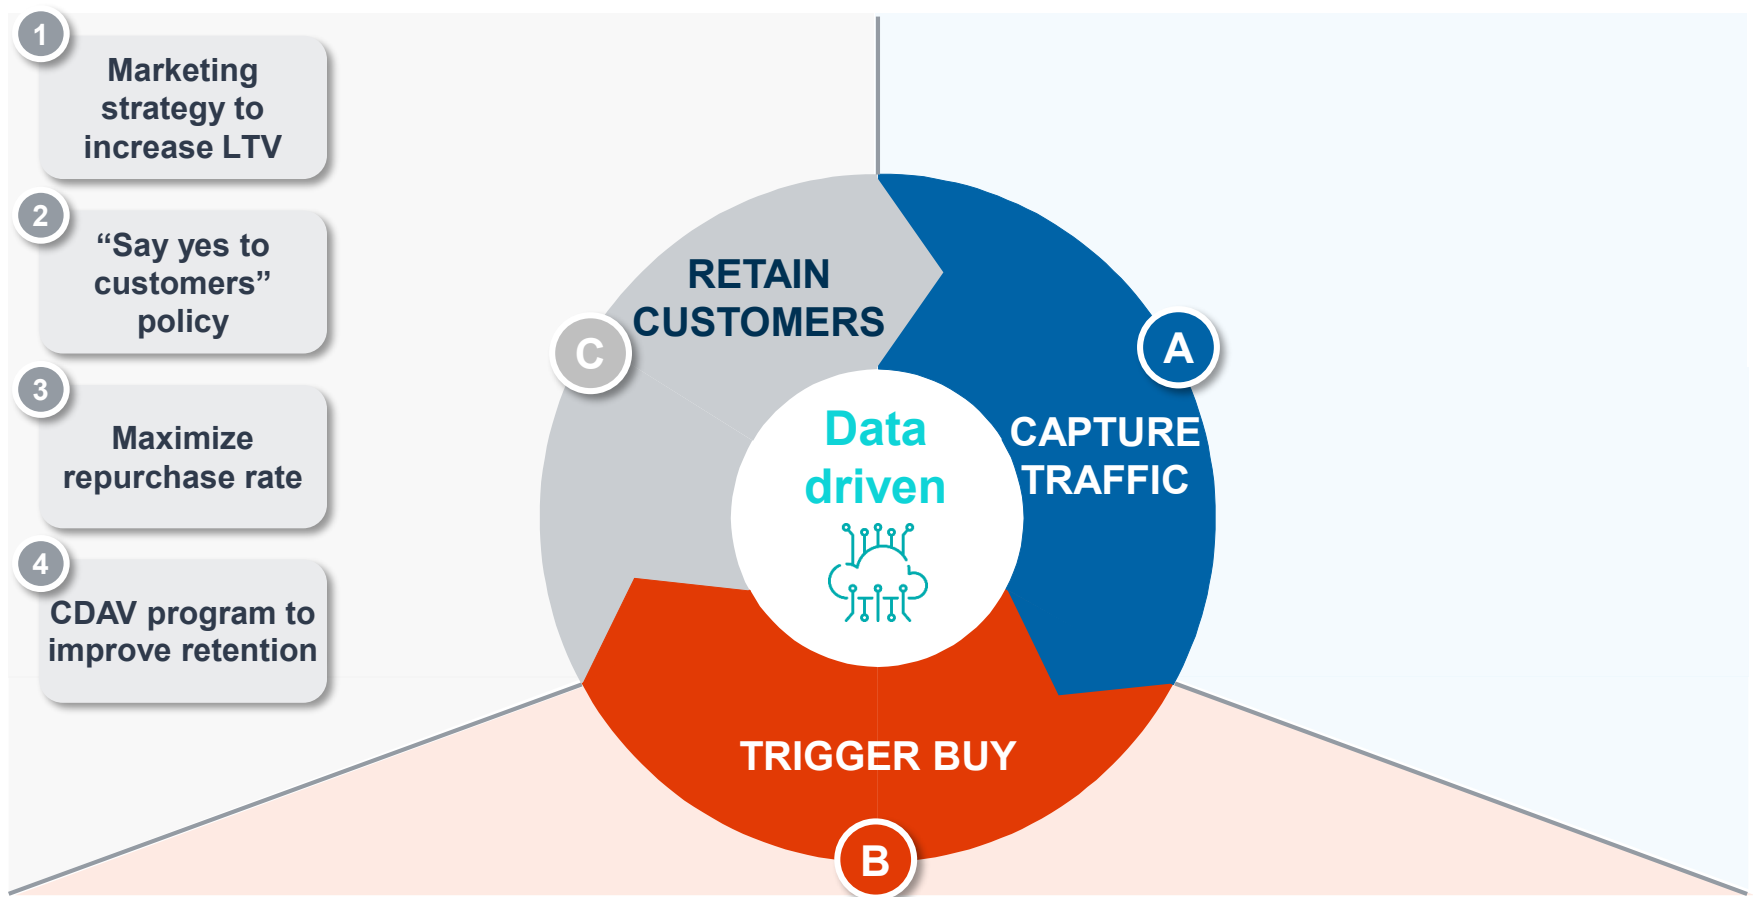 1
Marketing
strategy to
increase LTV
2
“Say yes to
customers”
policy
3
Maximize
repurchase rate
4
CDAV program to
improve retention
RETAIN
CUSTOMERS
C
A
CAPTURE
TRAFFIC
Data
driven
TRIGGER BUY
B